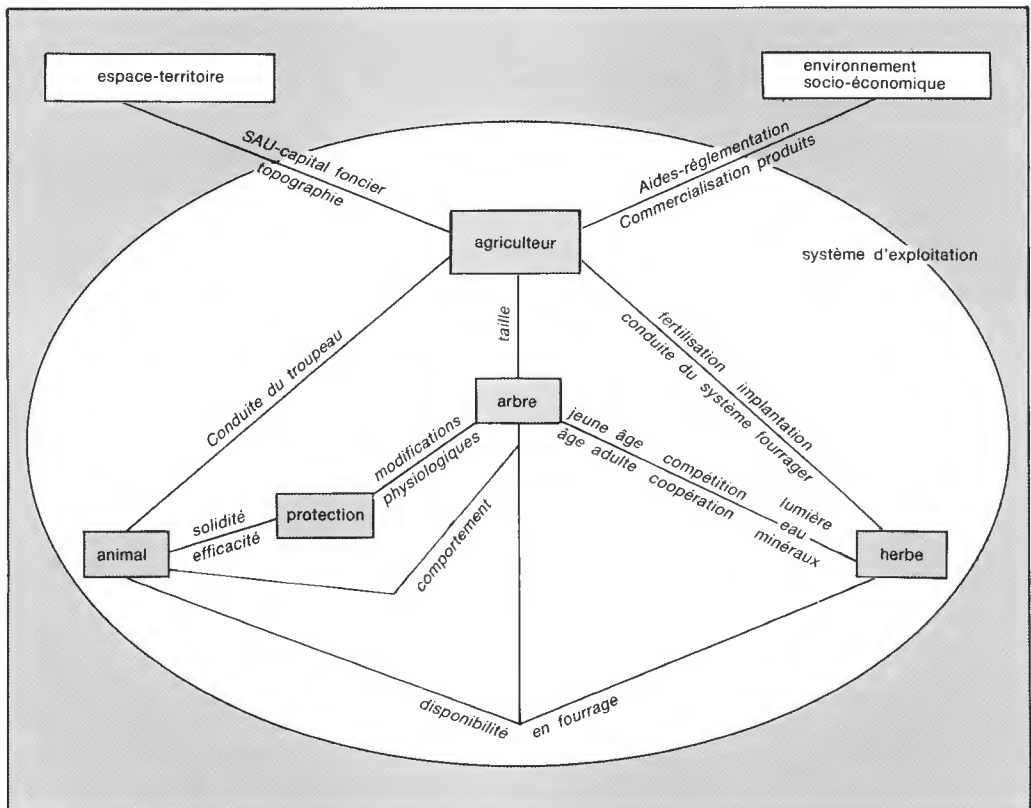 espace-territoire
environnement
socio-économique
SAU-capital foncier
topographie
Aides-réglementation
Commercialisation produits
agriculteur
système d'exploitation
Conduite du troupeau
taille
fertilisation implantation
conduite du système fourrager
arbre
modifications
physiologiques
jeune âge compétition lumière
âge adulte coopération eau
minéraux
protection
solidité
efficacité
animal
comportement
herbe
disponibilité en fourrage